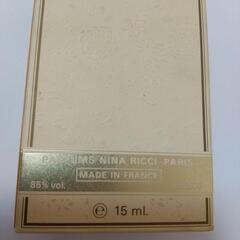 PARFUMS NINA RICCI-PARIS
MADE IN FRANCE
85% vol.
℮ 15 ml.